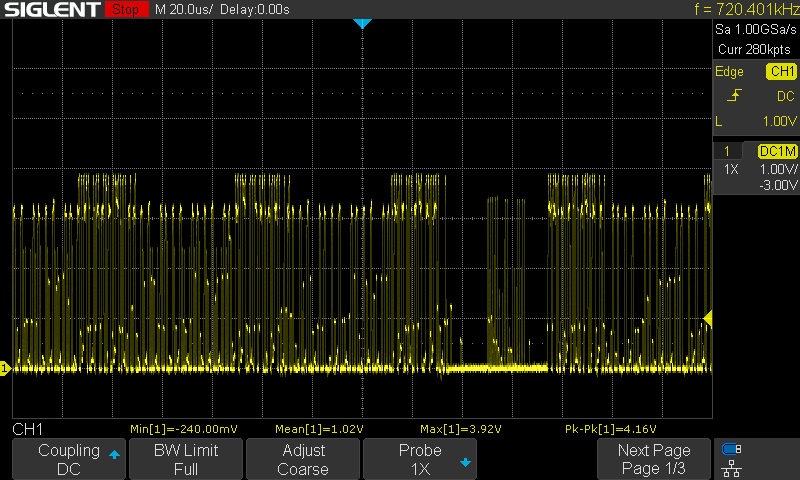 SIGLENT Stop M 20.0us/ Delay:0.00s f = 720.401kHz
Sa 1.00GSa/s
Curr 280kpts
Edge CH1
DC
L 1.00V
1 DC1M
1X 1.00V/
-3.00V
1
CH1 Min[1]=-240.00mV Mean[1]=1.02V Max[1]=3.92V Pk-Pk[1]=4.16V
Coupling BW Limit Adjust Probe Next Page
DC Full Coarse 1X Page 1/3